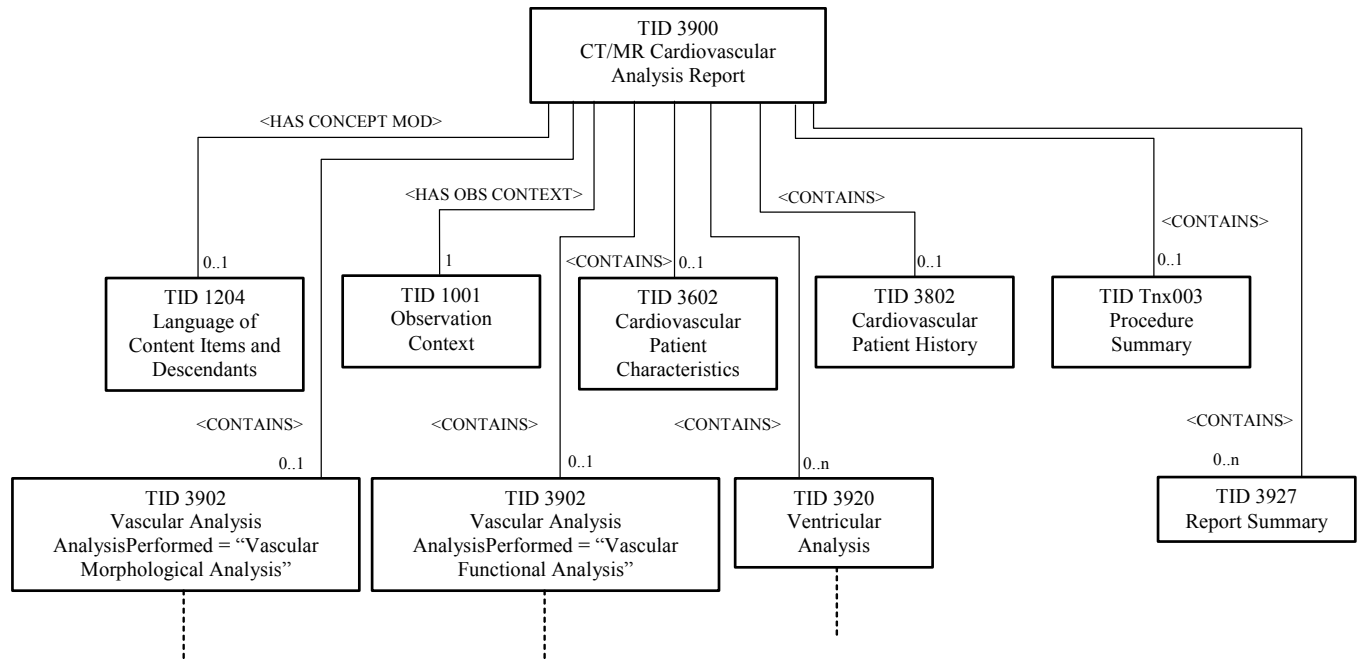 TID 3900
CT/MR Cardiovascular
Analysis Report
<HAS CONCEPT MOD>
<HAS OBS CONTEXT>
<CONTAINS>
<CONTAINS>
<CONTAINS>
0..1
1
0..1
0..1
0..1
TID 1204
Language of
Content Items and
Descendants
TID 1001
Observation
Context
TID 3602
Cardiovascular
Patient
Characteristics
TID 3802
Cardiovascular
Patient History
TID Tnx003
Procedure
Summary
<CONTAINS>
<CONTAINS>
<CONTAINS>
<CONTAINS>
0..1
0..1
0..n
0..n
TID 3902
Vascular Analysis
AnalysisPerformed = “Vascular
Morphological Analysis”
TID 3902
Vascular Analysis
AnalysisPerformed = “Vascular
Functional Analysis”
TID 3920
Ventricular
Analysis
TID 3927
Report Summary